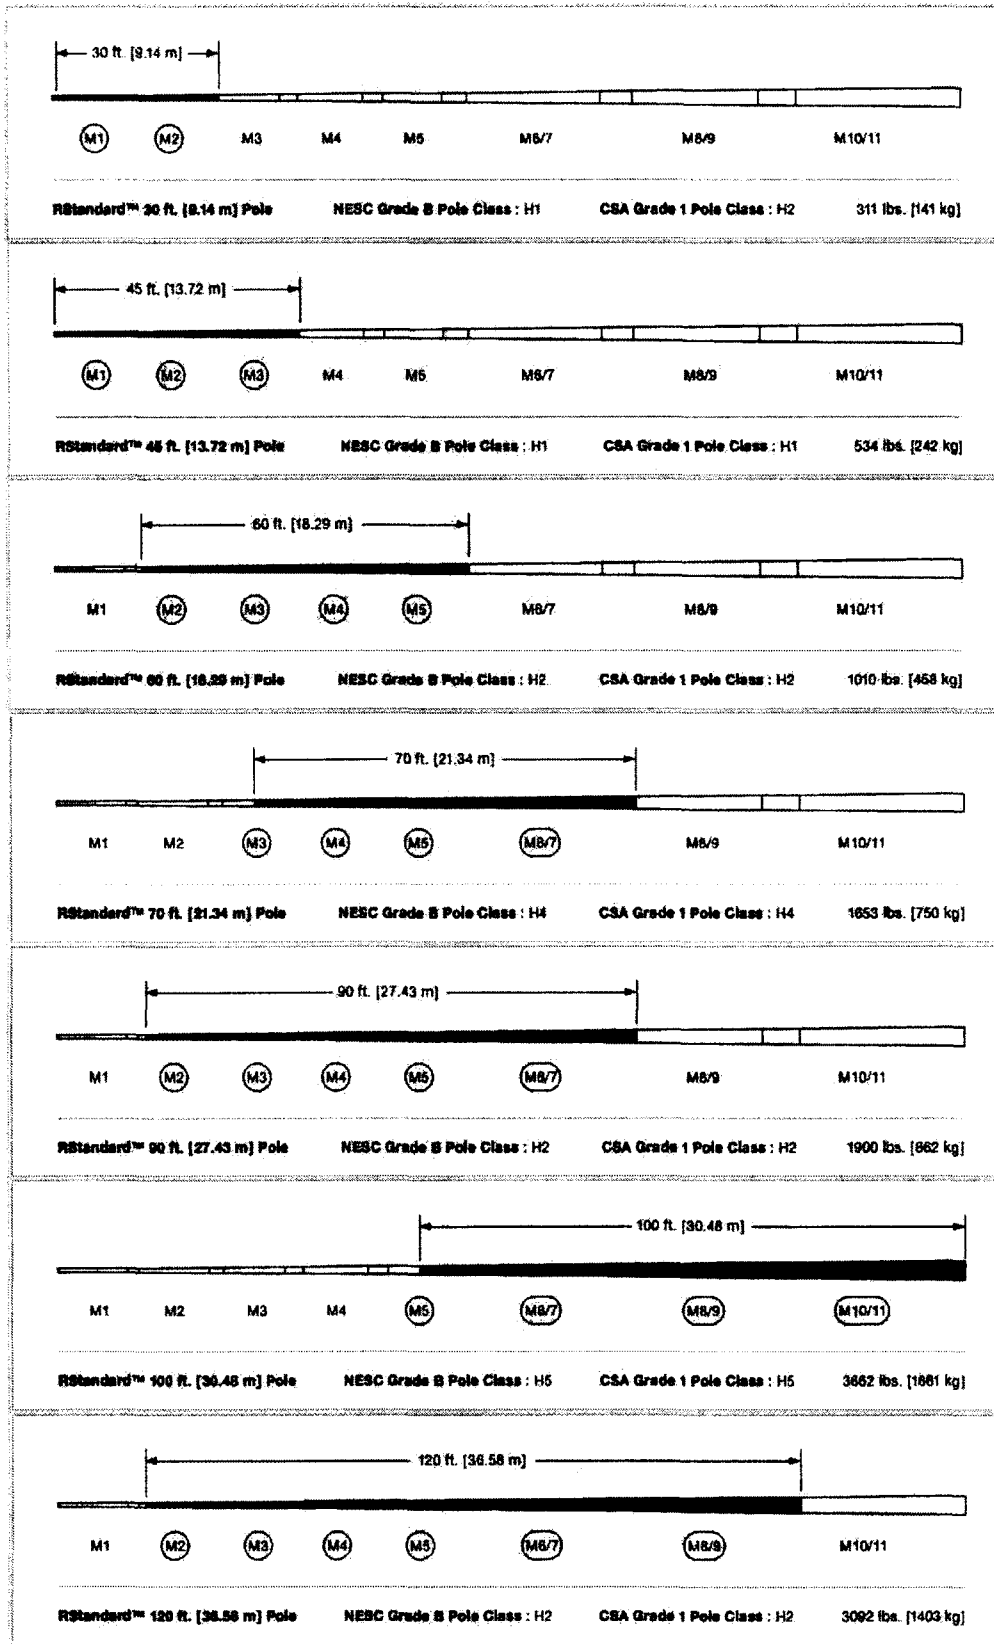 30 ft. [9.14 m]
M1 M2 M3 M4 M5 M6/7 M8/9 M10/11
RStandard™ 30 ft. [9.14 m] Pole NESC Grade B Pole Class : H1 CSA Grade 1 Pole Class : H2 311 lbs. [141 kg]
45 ft. [13.72 m]
M1 M2 M3 M4 M5 M6/7 M8/9 M10/11
RStandard™ 45 ft. [13.72 m] Pole NESC Grade B Pole Class : H1 CSA Grade 1 Pole Class : H1 534 lbs. [242 kg]
60 ft. [18.29 m]
M1 M2 M3 M4 M5 M6/7 M8/9 M10/11
RStandard™ 60 ft. [18.29 m] Pole NESC Grade B Pole Class : H2 CSA Grade 1 Pole Class : H2 1010 lbs. [458 kg]
70 ft. [21.34 m]
M1 M2 M3 M4 M5 M6/7 M8/9 M10/11
RStandard™ 70 ft. [21.34 m] Pole NESC Grade B Pole Class : H4 CSA Grade 1 Pole Class : H4 1653 lbs. [750 kg]
90 ft. [27.43 m]
M1 M2 M3 M4 M5 M6/7 M8/9 M10/11
RStandard™ 90 ft. [27.43 m] Pole NESC Grade B Pole Class : H2 CSA Grade 1 Pole Class : H2 1900 lbs. [862 kg]
100 ft. [30.48 m]
M1 M2 M3 M4 M5 M6/7 M8/9 M10/11
RStandard™ 100 ft. [30.48 m] Pole NESC Grade B Pole Class : H5 CSA Grade 1 Pole Class : H5 3662 lbs. [1661 kg]
120 ft. [36.58 m]
M1 M2 M3 M4 M5 M6/7 M8/9 M10/11
RStandard™ 120 ft. [36.58 m] Pole NESC Grade B Pole Class : H2 CSA Grade 1 Pole Class : H2 3092 lbs. [1403 kg]